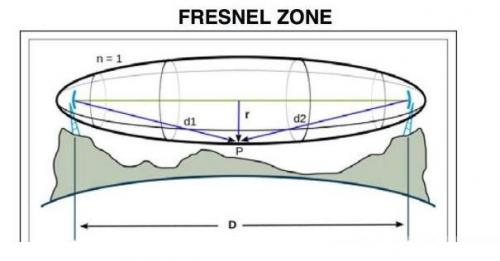 FRESNEL ZONE
n = 1
r
d1
d2
P
D